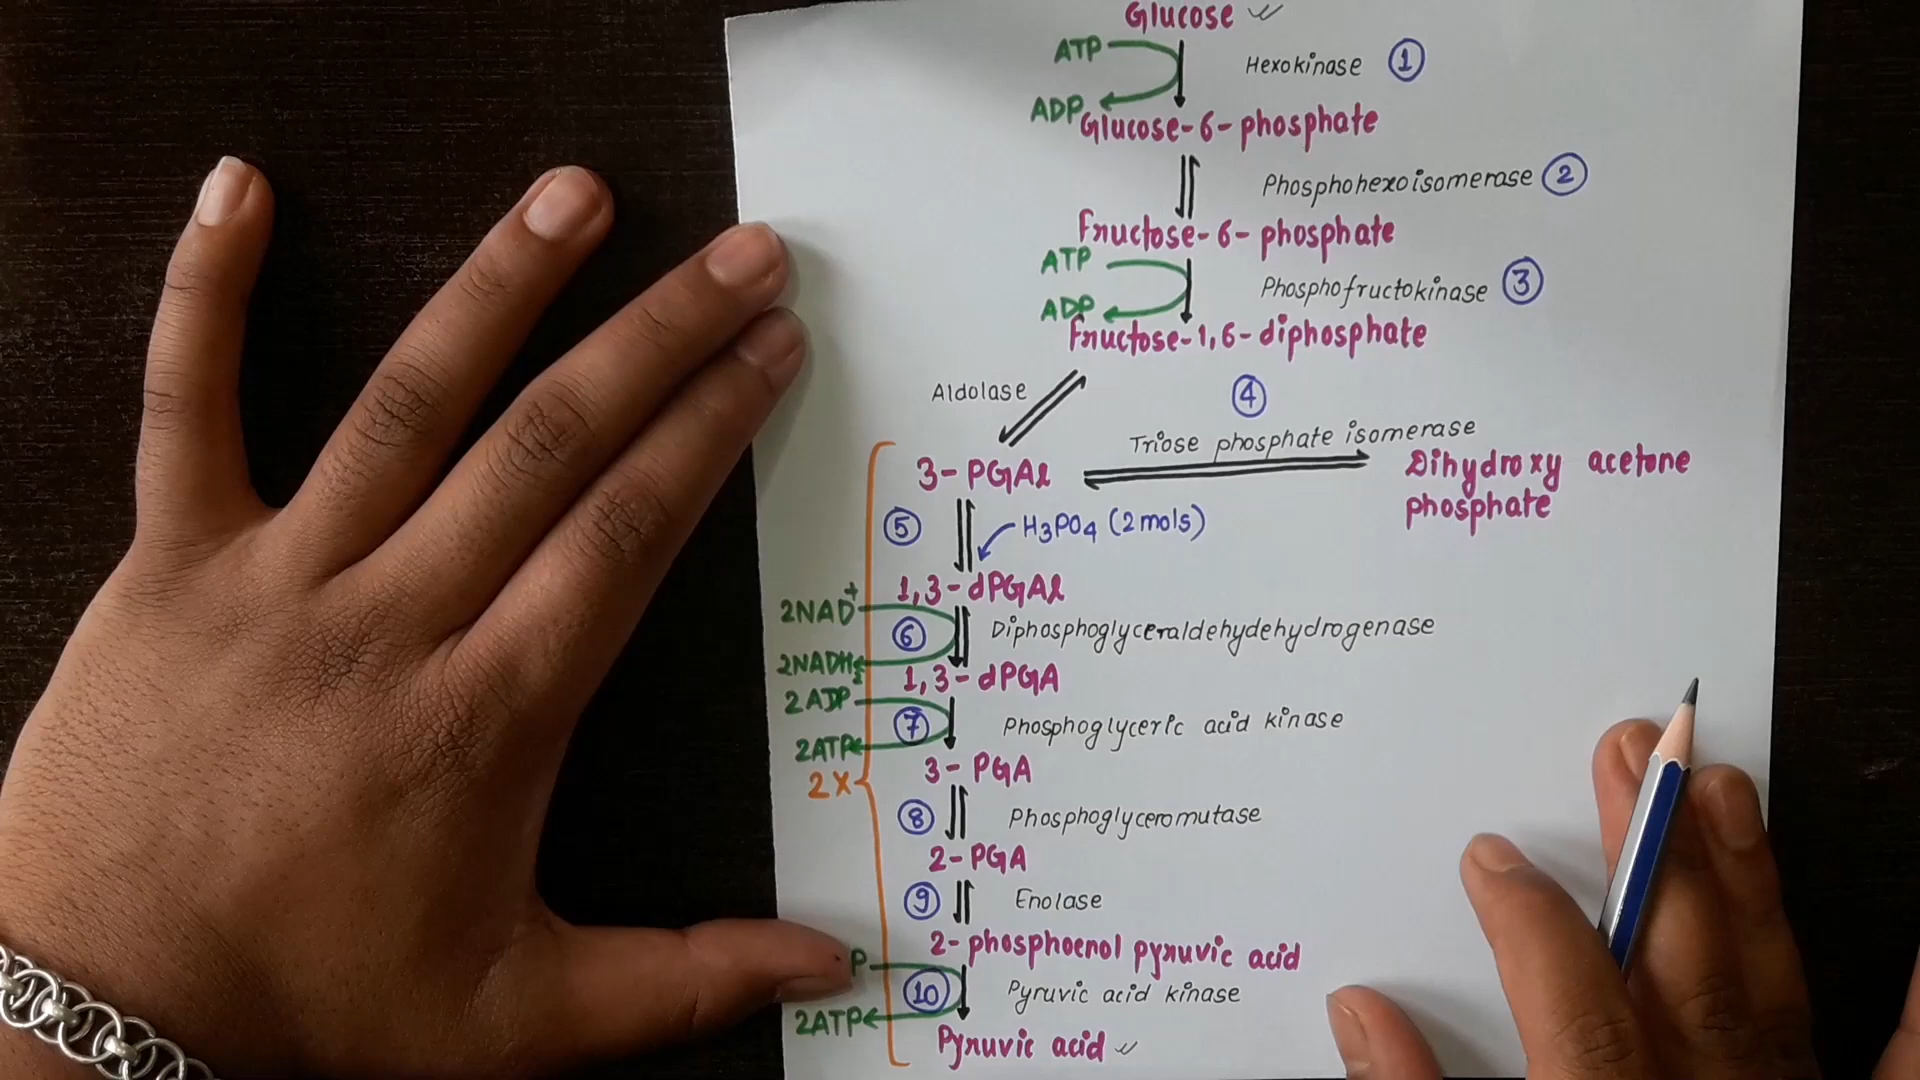 Glucose
ATP
Hexokinase 1
ADP
Glucose-6-phosphate
Phosphohexoisomerase 2
Fructose-6-phosphate
ATP
Phosphofructokinase 3
ADP
Fructose-1,6-diphosphate
Aldolase
4
Triose phosphate isomerase
3-PGAl
Dihydroxy acetone
phosphate
5
H3PO4 (2mols)
1,3-dPGAl
2NAD+
6
Diphosphoglyceraldehydehydrogenase
2NADH2
1,3-dPGA
2ADP
7
Phosphoglyceric acid kinase
2ATP
3-PGA
2X
8
Phosphoglyceromutase
2-PGA
9
Enolase
2-phosphoenol pyruvic acid
P
10
Pyruvic acid kinase
2ATP
Pyruvic acid